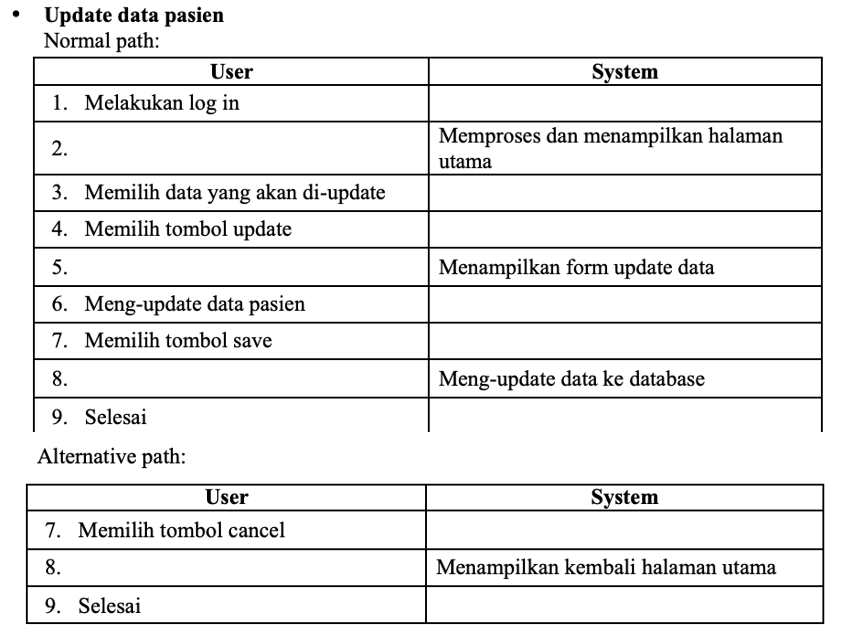 • Update data pasien
Normal path:
User System
1. Melakukan log in
2. Memproses dan menampilkan halaman
utama
3. Memilih data yang akan di-update
4. Memilih tombol update
5. Menampilkan form update data
6. Meng-update data pasien
7. Memilih tombol save
8. Meng-update data ke database
9. Selesai
Alternative path:
User System
7. Memilih tombol cancel
8. Menampilkan kembali halaman utama
9. Selesai